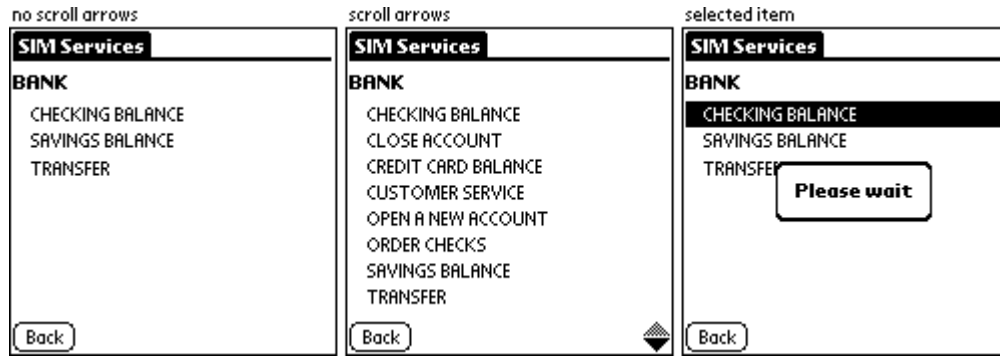 no scroll arrows
SIM Services
BANK
CHECKING BALANCE
SAVINGS BALANCE
TRANSFER
Back
scroll arrows
SIM Services
BANK
CHECKING BALANCE
CLOSE ACCOUNT
CREDIT CARD BALANCE
CUSTOMER SERVICE
OPEN A NEW ACCOUNT
ORDER CHECKS
SAVINGS BALANCE
TRANSFER
Back
selected item
SIM Services
BANK
CHECKING BALANCE
SAVINGS BALANCE
TRANSFE
Please wait
Back